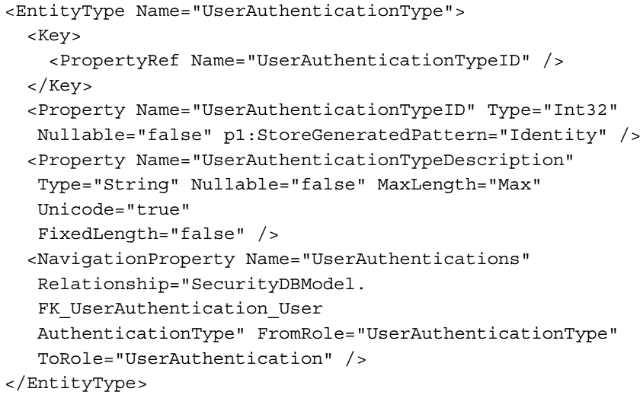 <EntityType Name="UserAuthenticationType">
  <Key>
    <PropertyRef Name="UserAuthenticationTypeID" />
  </Key>
  <Property Name="UserAuthenticationTypeID" Type="Int32"
   Nullable="false" p1:StoreGeneratedPattern="Identity" />
  <Property Name="UserAuthenticationTypeDescription"
   Type="String" Nullable="false" MaxLength="Max"
   Unicode="true"
   FixedLength="false" />
  <NavigationProperty Name="UserAuthentications"
   Relationship="SecurityDBModel.
   FK_UserAuthentication_User
   AuthenticationType" FromRole="UserAuthenticationType"
   ToRole="UserAuthentication" />
</EntityType>